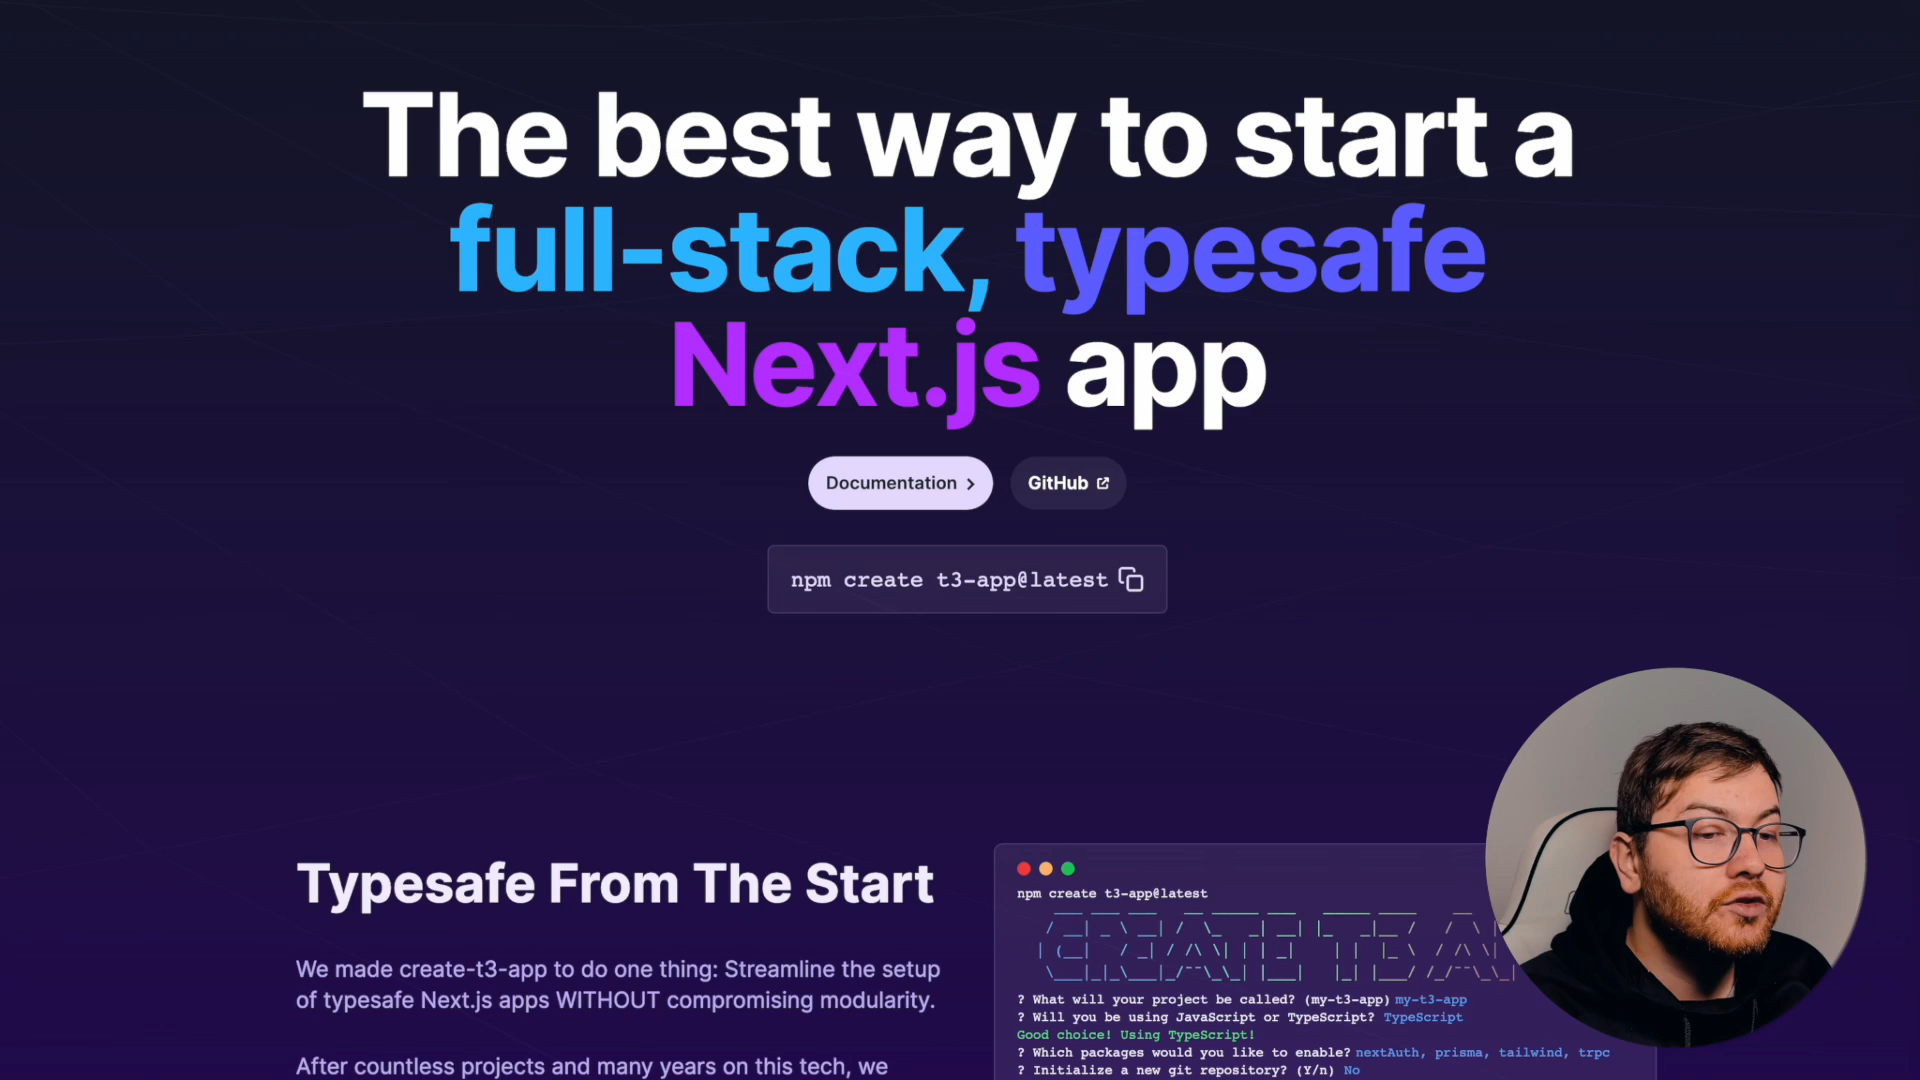 The best way to start a
full-stack, typesafe
Next.js app
Documentation
GitHub
npm create t3-app@latest
Typesafe From The Start
We made create-t3-app to do one thing: Streamline the setup
of typesafe Next.js apps WITHOUT compromising modularity.
After countless projects and many years on this tech, we
npm create t3-app@latest
CREATE T3 A
? What will your project be called? (my-t3-app) my-t3-app
? Will you be using JavaScript or TypeScript? TypeScript
Good choice! Using TypeScript!
? Which packages would you like to enable? nextAuth, prisma, tailwind, trpc
? Initialize a new git repository? (Y/n) No